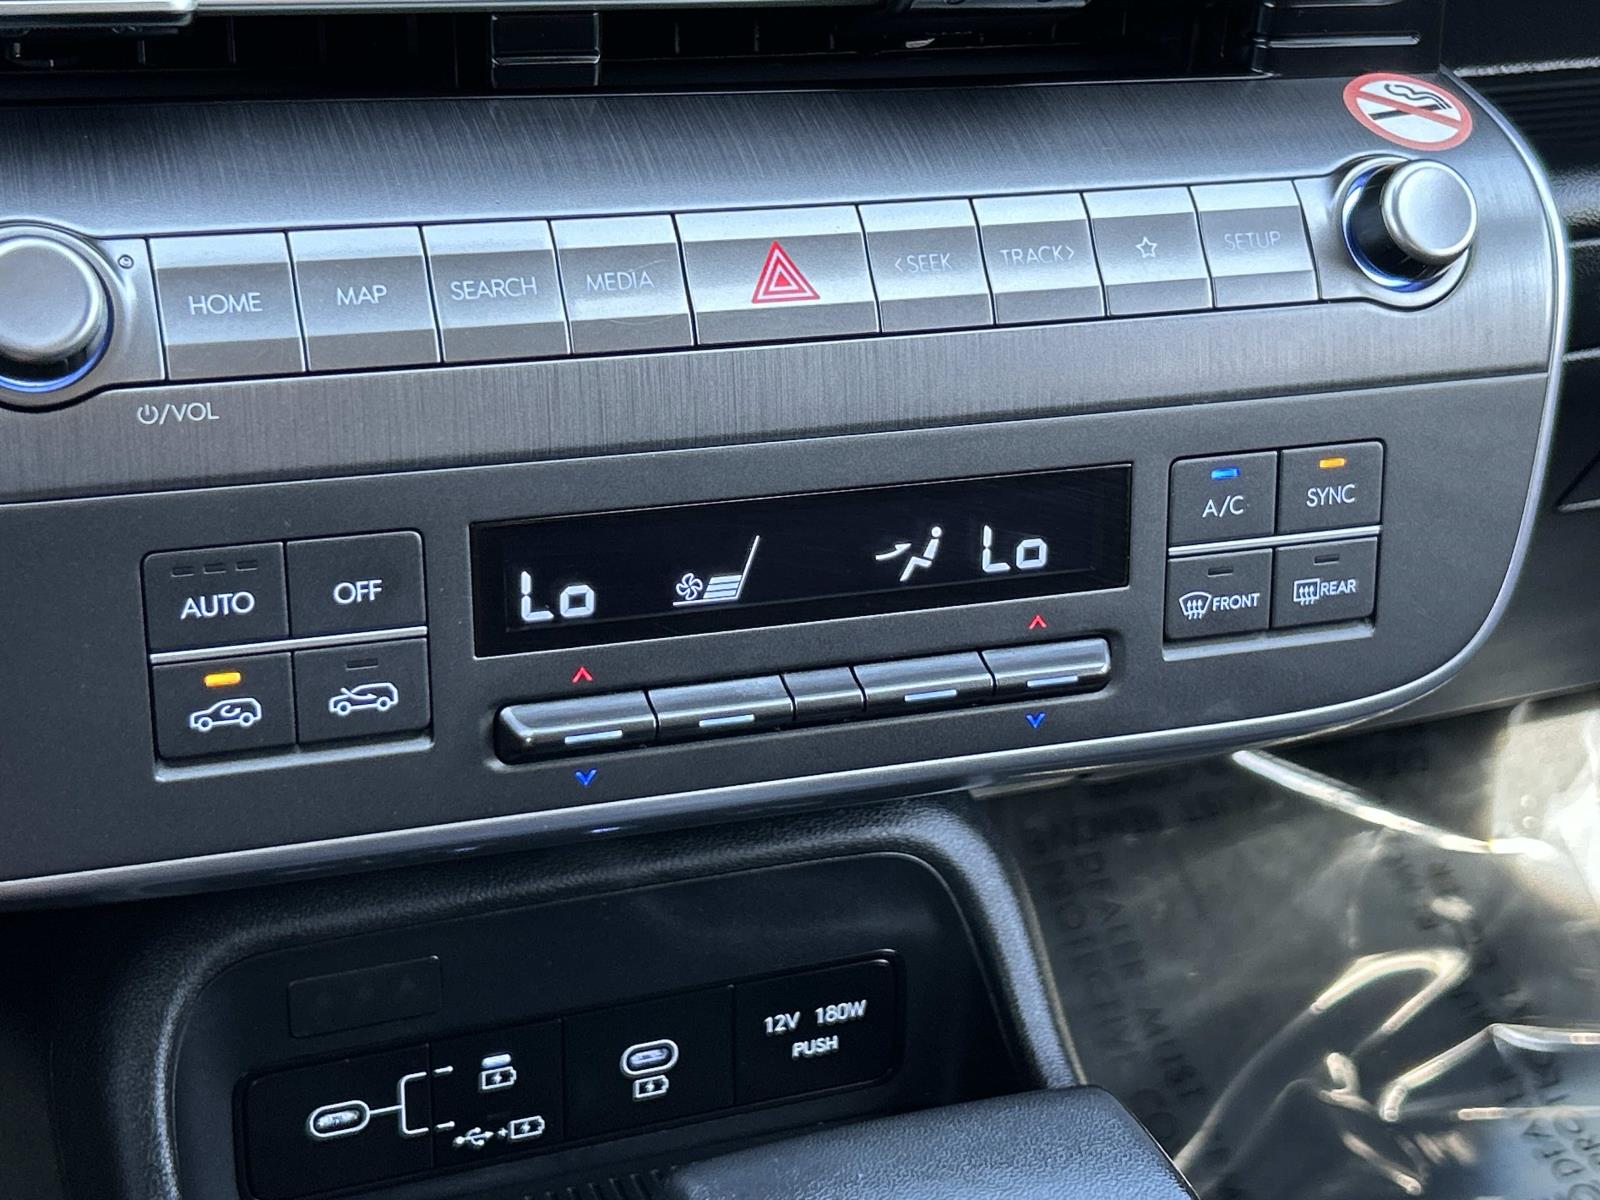 HOME MAP SEARCH MEDIA <SEEK TRACK> SETUP
/VOL
AUTO OFF
Lo Lo
A/C SYNC
FRONT REAR
12V 180W
PUSH